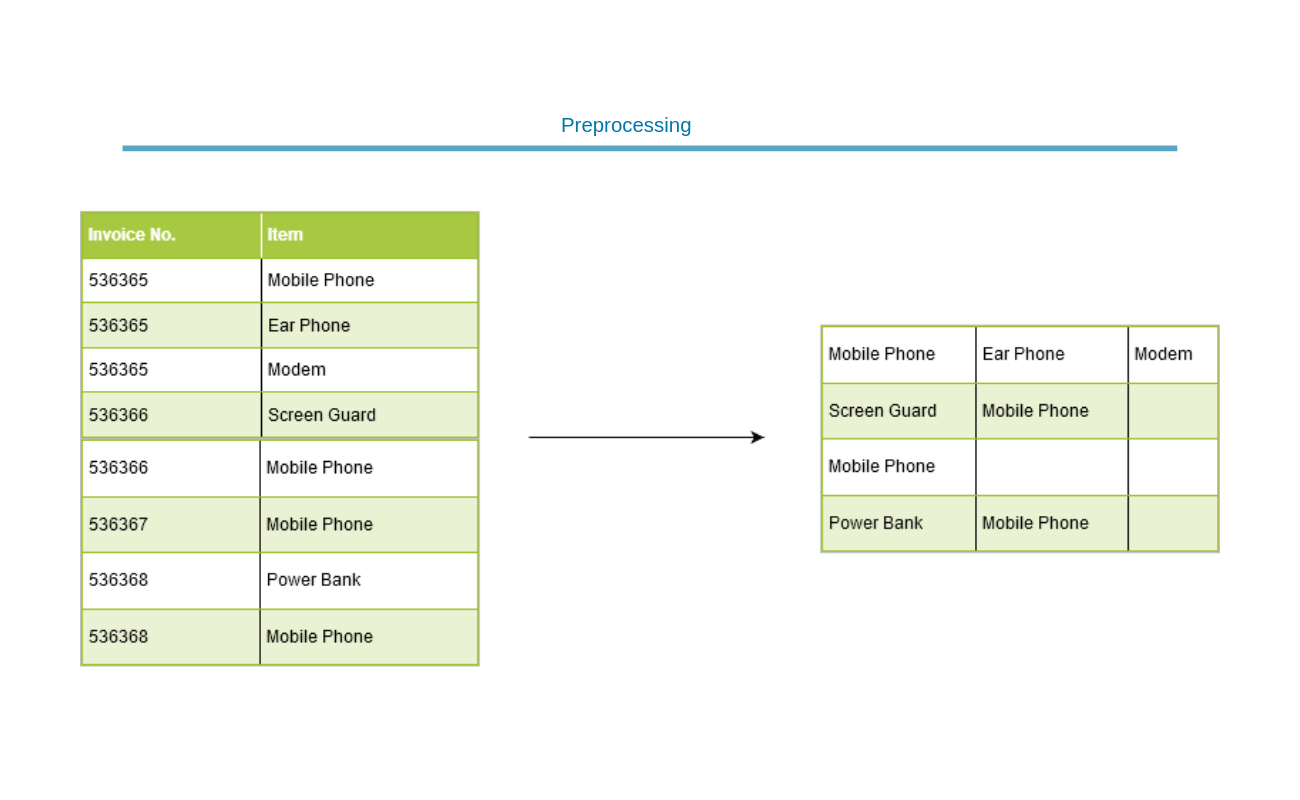 Preprocessing
Invoice No. Item
536365 Mobile Phone
536365 Ear Phone
536365 Modem
536366 Screen Guard
536366 Mobile Phone
536367 Mobile Phone
536368 Power Bank
536368 Mobile Phone
Mobile Phone Ear Phone Modem
Screen Guard Mobile Phone
Mobile Phone
Power Bank Mobile Phone